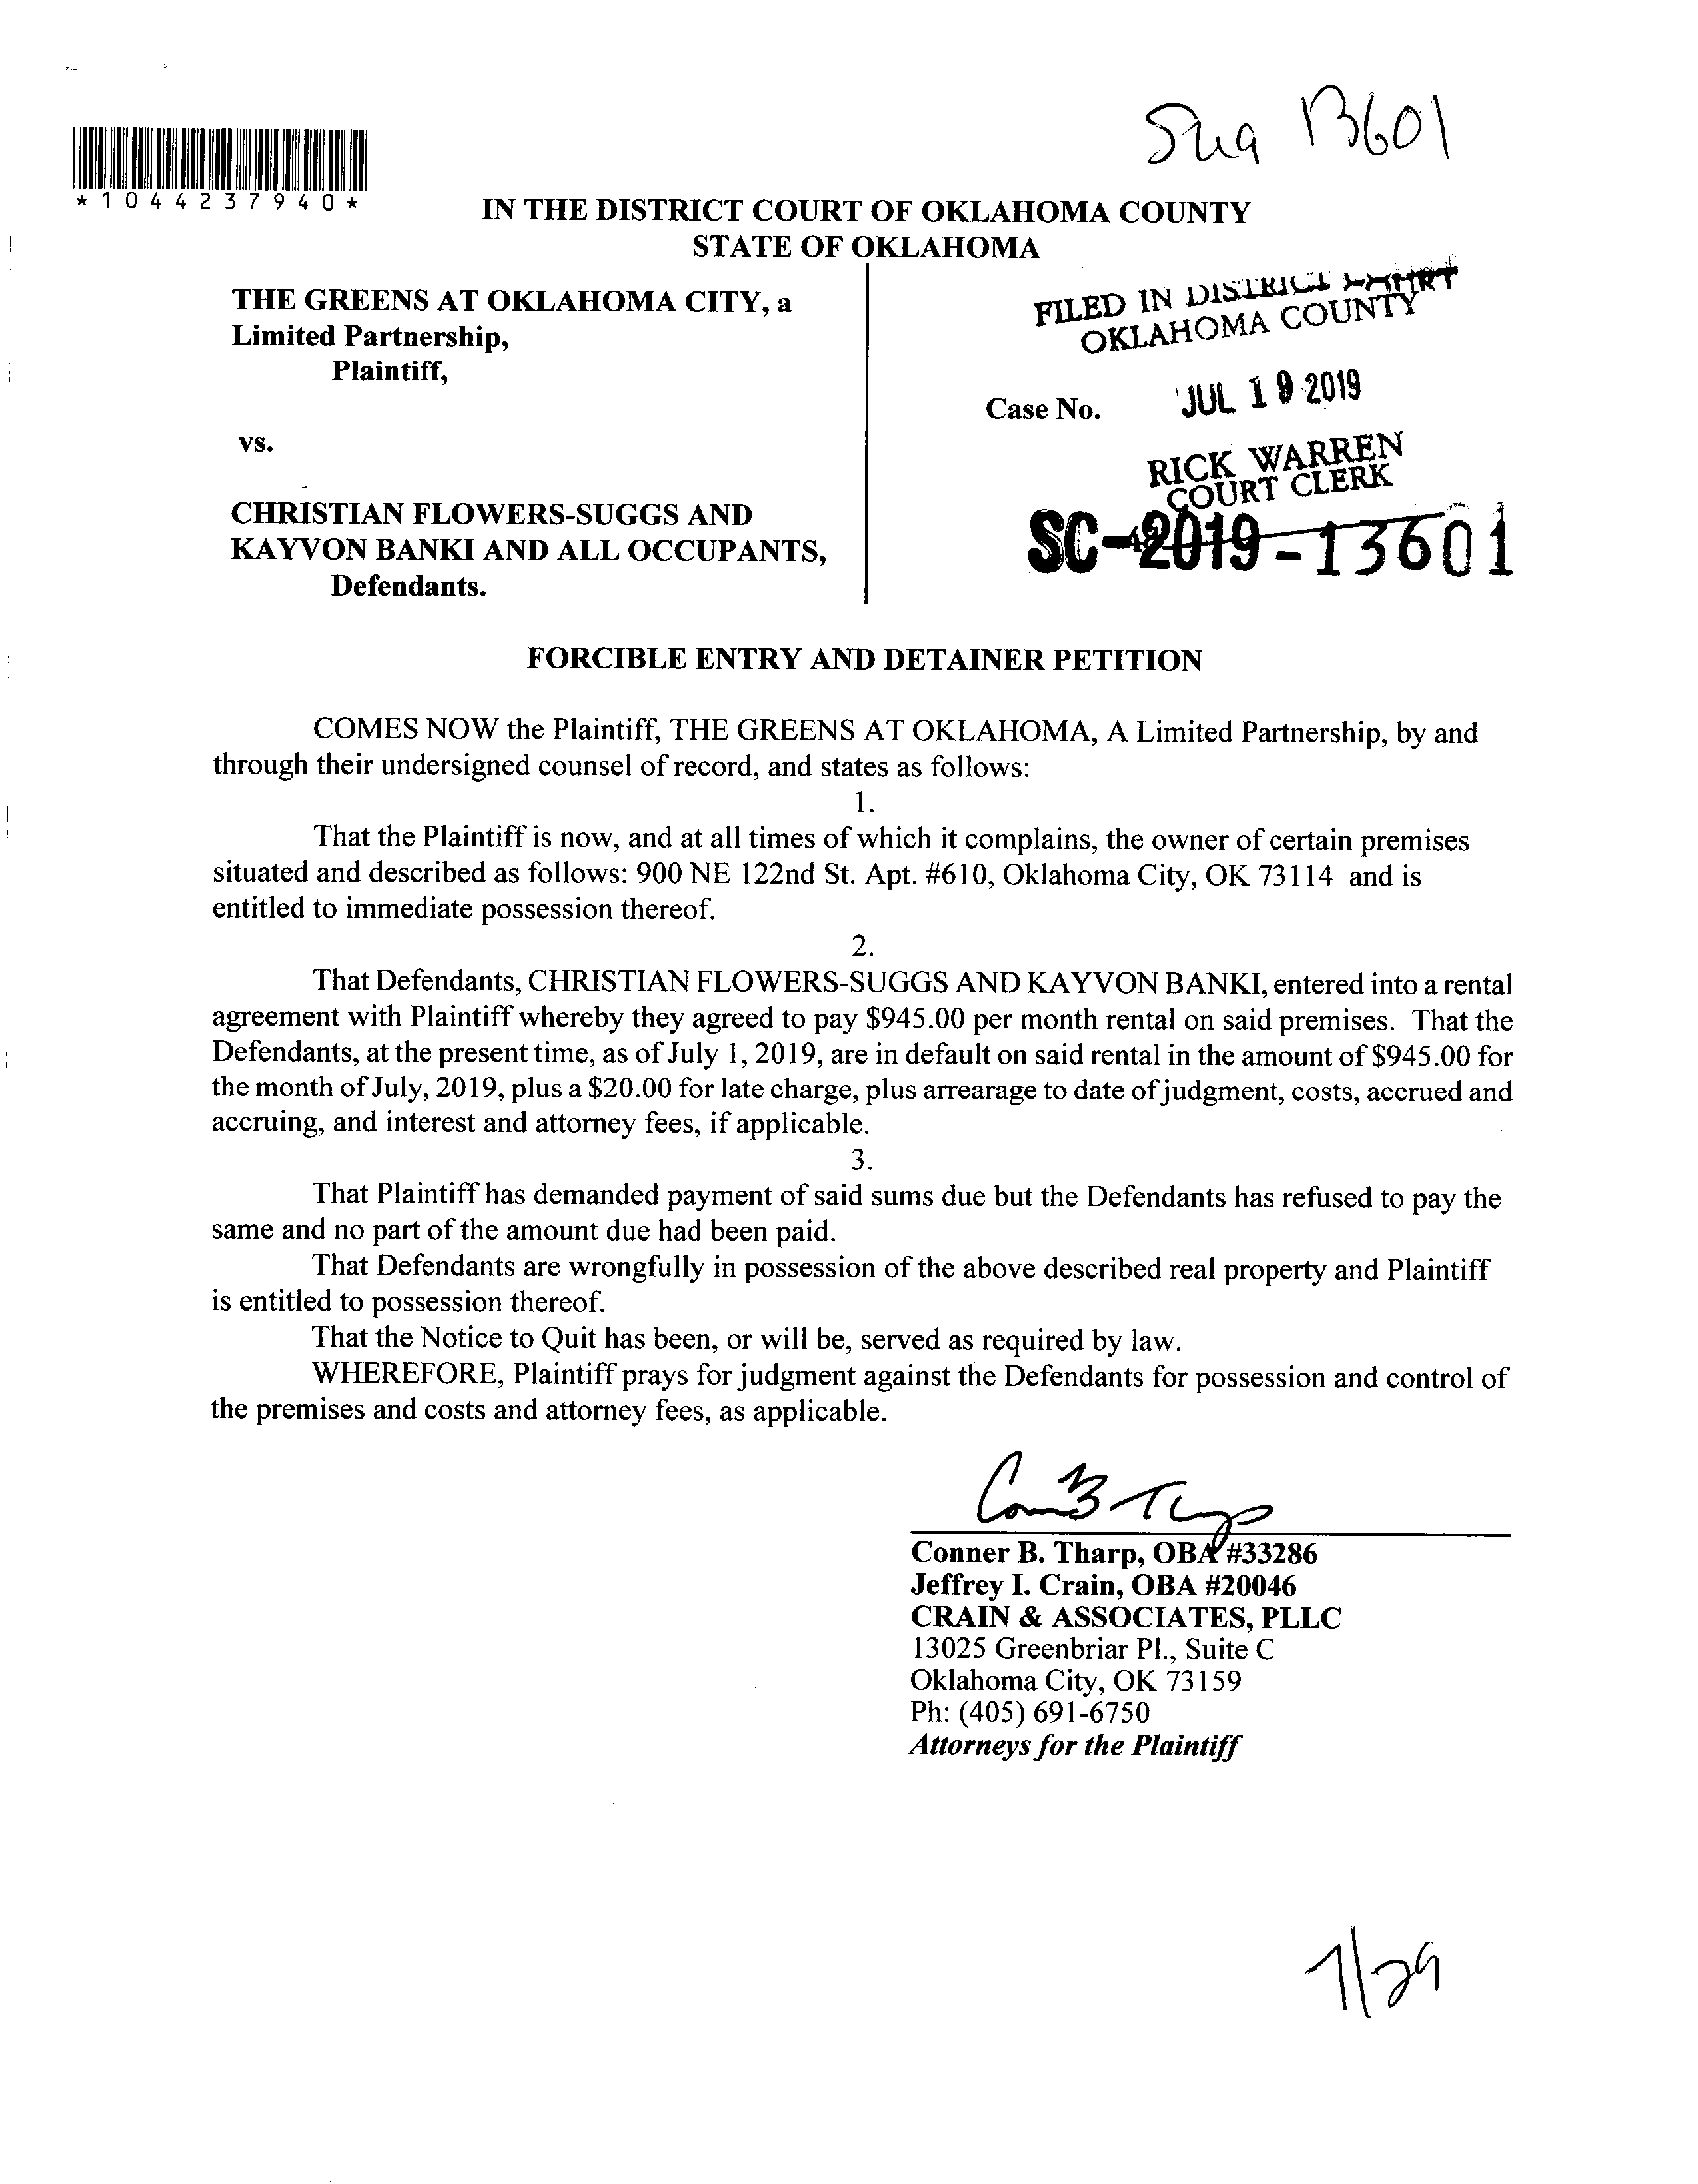 13601
*1044237940*
IN THE DISTRICT COURT OF OKLAHOMA COUNTY
STATE OF OKLAHOMA
THE GREENS AT OKLAHOMA CITY, a
Limited Partnership,
Plaintiff,
vs.
CHRISTIAN FLOWERS-SUGGS AND
KAYVON BANKI AND ALL OCCUPANTS,
Defendants.
FILED IN DISTRICT COURT
OKLAHOMA COUNTY
Case No.
JUL 19 2019
RICK WARREN
COURT CLERK
SC-2019-13601
FORCIBLE ENTRY AND DETAINER PETITION
COMES NOW the Plaintiff, THE GREENS AT OKLAHOMA, A Limited Partnership, by and
through their undersigned counsel of record, and states as follows:
1.
That the Plaintiff is now, and at all times of which it complains, the owner of certain premises
situated and described as follows: 900 NE 122nd St. Apt. #610, Oklahoma City, OK 73114 and is
entitled to immediate possession thereof.
2.
That Defendants, CHRISTIAN FLOWERS-SUGGS AND KAYVON BANKI, entered into a rental
agreement with Plaintiff whereby they agreed to pay $945.00 per month rental on said premises. That the
Defendants, at the present time, as of July 1, 2019, are in default on said rental in the amount of $945.00 for
the month of July, 2019, plus a $20.00 for late charge, plus arrearage to date of judgment, costs, accrued and
accruing, and interest and attorney fees, if applicable.
3.
That Plaintiff has demanded payment of said sums due but the Defendants has refused to pay the
same and no part of the amount due had been paid.
That Defendants are wrongfully in possession of the above described real property and Plaintiff
is entitled to possession thereof.
That the Notice to Quit has been, or will be, served as required by law.
WHEREFORE, Plaintiff prays for judgment against the Defendants for possession and control of
the premises and costs and attorney fees, as applicable.
Conner B. Tharp, OBA #33286
Jeffrey I. Crain, OBA #20046
CRAIN & ASSOCIATES, PLLC
13025 Greenbriar Pl., Suite C
Oklahoma City, OK 73159
Ph: (405) 691-6750
Attorneys for the Plaintiff
7/29